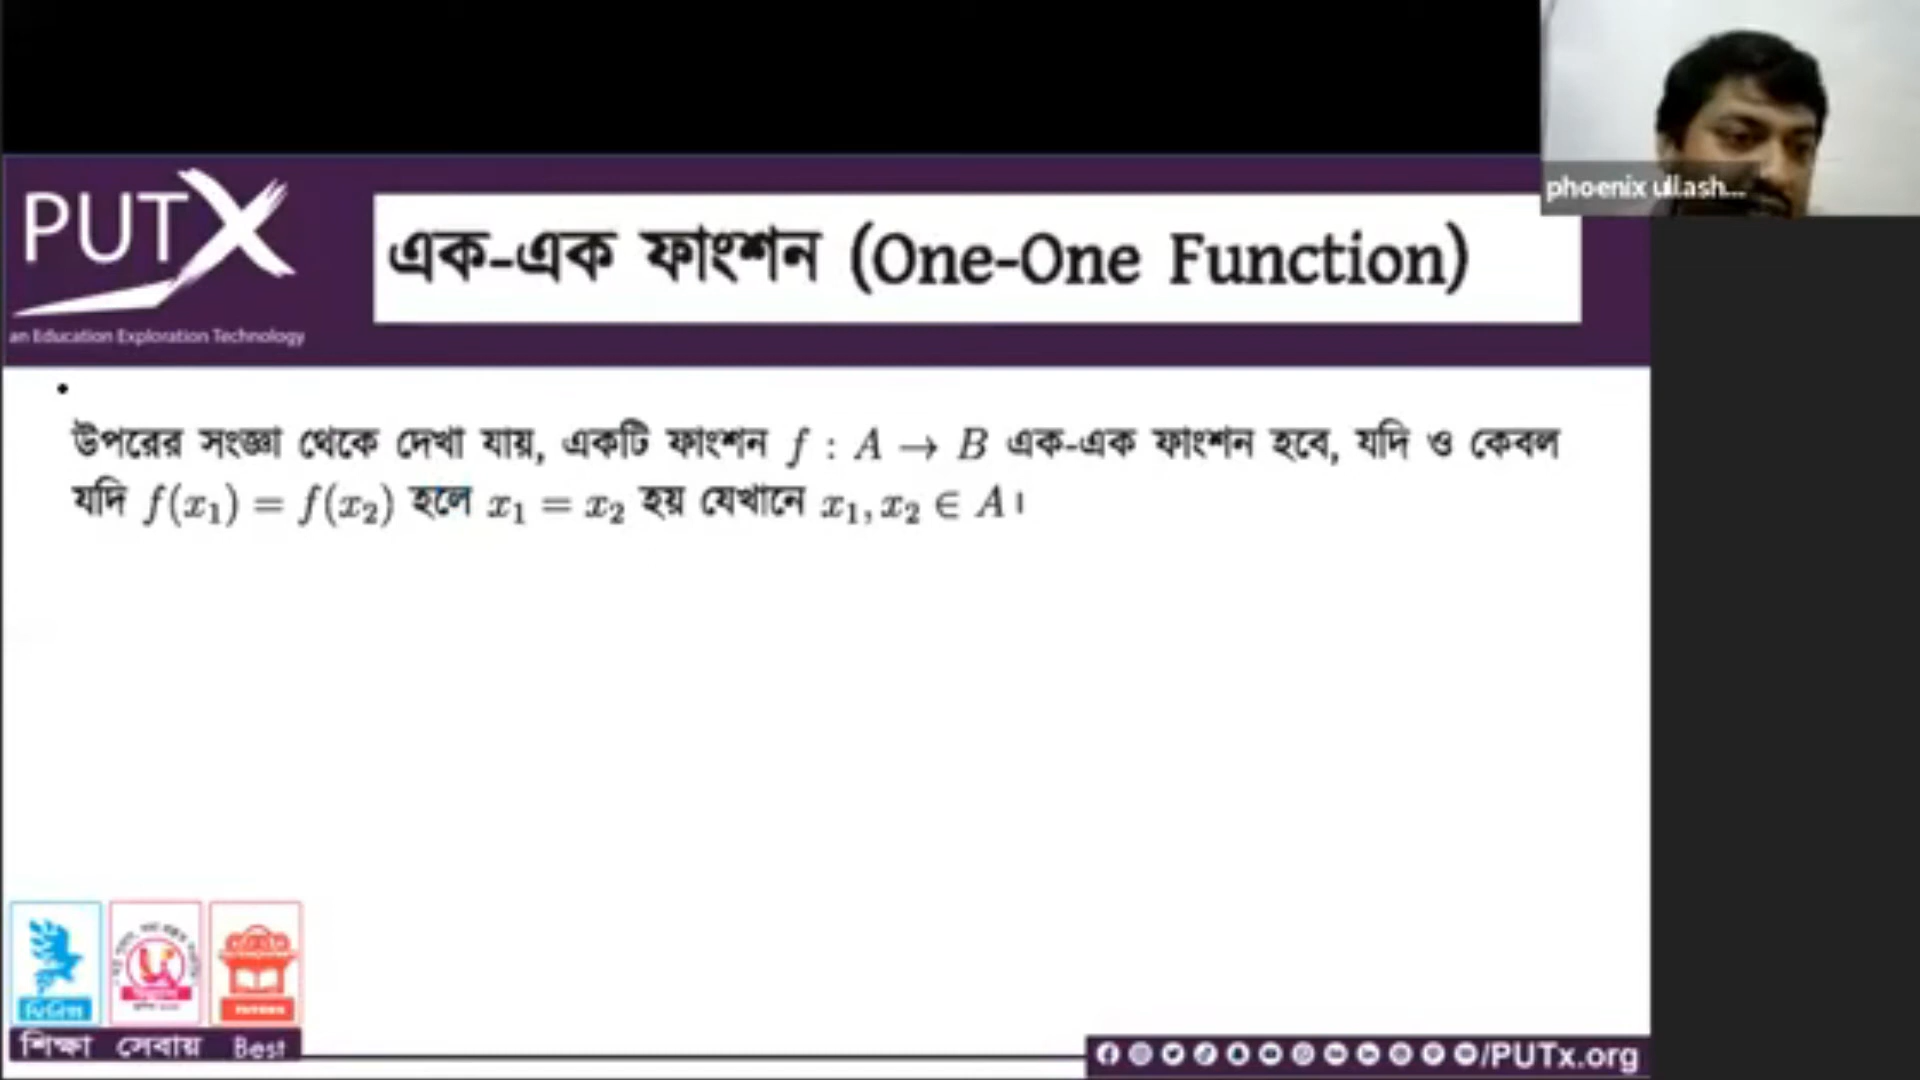 phoenix ullash...
PUTX
an Education Exploration Technology
এক-এক ফাংশন (One-One Function)
উপরের সংজ্ঞা থেকে দেখা যায়, একটি ফাংশন f : A → B এক-এক ফাংশন হবে, যদি ও কেবল
যদি f(x₁) = f(x₂) হলে x₁ = x₂ হয় যেখানে x₁, x₂ ∈ A।
শিক্ষা সেবায় Best
/PUTx.org